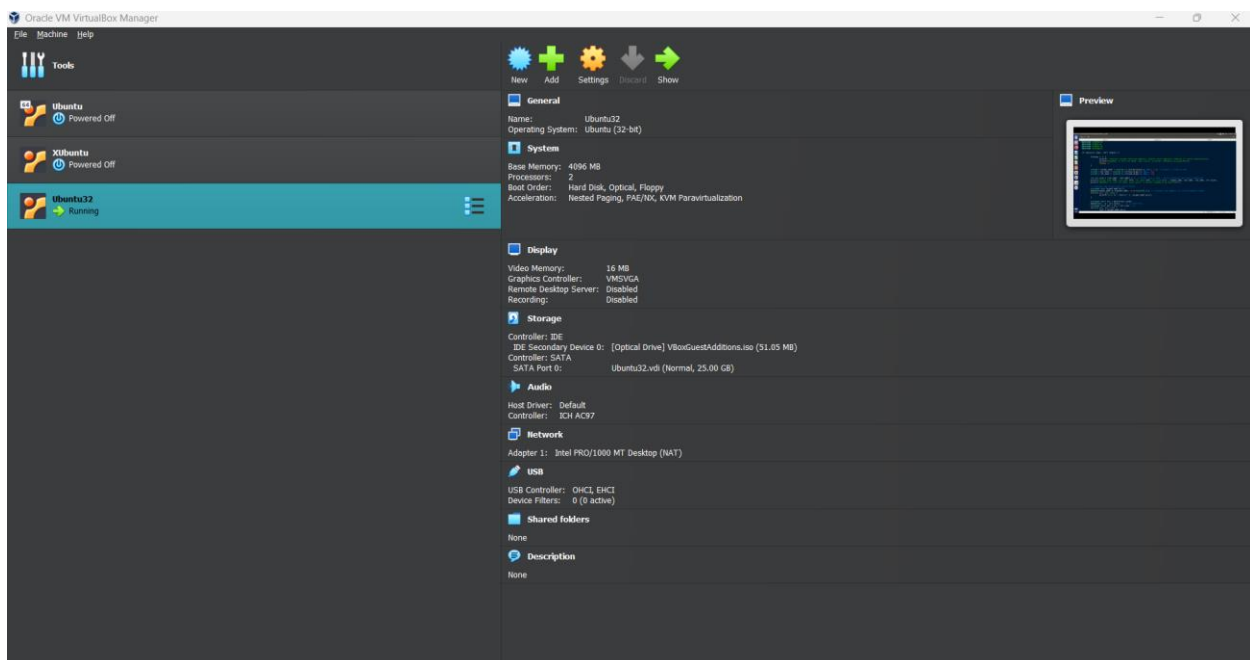 Oracle VM VirtualBox Manager
File Machine Help
Tools
Ubuntu
Powered Off
XUbuntu
Powered Off
Ubuntu32
Running
New Add Settings Discard Show
General
Name: Ubuntu32
Operating System: Ubuntu (32-bit)
System
Base Memory: 4096 MB
Processors: 2
Boot Order: Hard Disk, Optical, Floppy
Acceleration: Nested Paging, PAE/NX, KVM Paravirtualization
Preview
Display
Video Memory: 16 MB
Graphics Controller: VMSVGA
Remote Desktop Server: Disabled
Recording: Disabled
Storage
Controller: IDE
IDE Secondary Device 0: [Optical Drive] VBoxGuestAdditions.iso (51.05 MB)
Controller: SATA
SATA Port 0: Ubuntu32.vdi (Normal, 25.00 GB)
Audio
Host Driver: Default
Controller: ICH AC97
Network
Adapter 1: Intel PRO/1000 MT Desktop (NAT)
USB
USB Controller: OHCI, EHCI
Device Filters: 0 (0 active)
Shared folders
None
Description
None